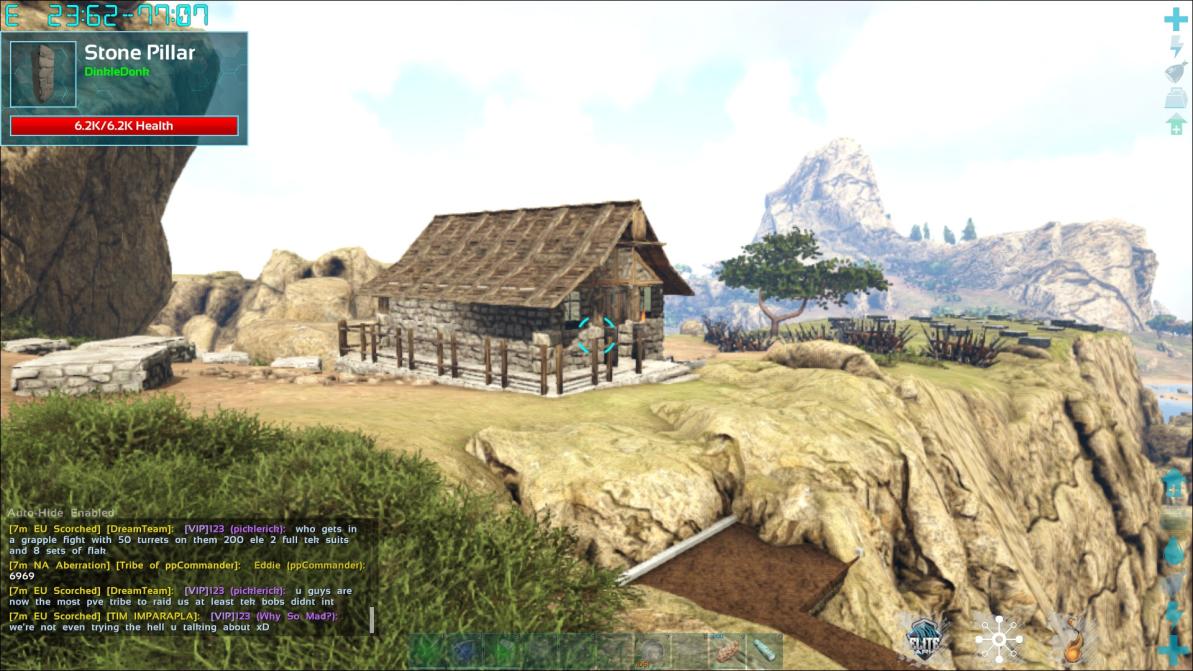 E 23:62-77:07
Stone Pillar
DinkleDonk
6.2K/6.2K Health
Auto-Hide Enabled
[7m EU Scorched] [DreamTeam]: [VIP]123 (picklerick): who gets in
a grapple fight with 50 turrets on them 200 ele 2 full tek suits
and 8 sets of flak
[7m NA Aberration] [Tribe of ppCommander]: Eddie (ppCommander):
6969
[7m EU Scorched] [DreamTeam]: [VIP]123 (picklerick): u guys are
now the most pve tribe to raid us at least tek bobs didnt int
[7m EU Scorched] [TIM IMPARAPLA]: [VIP]123 (Why So Mad?):
we're not even trying the hell u talking about xD
ELITE
ARK